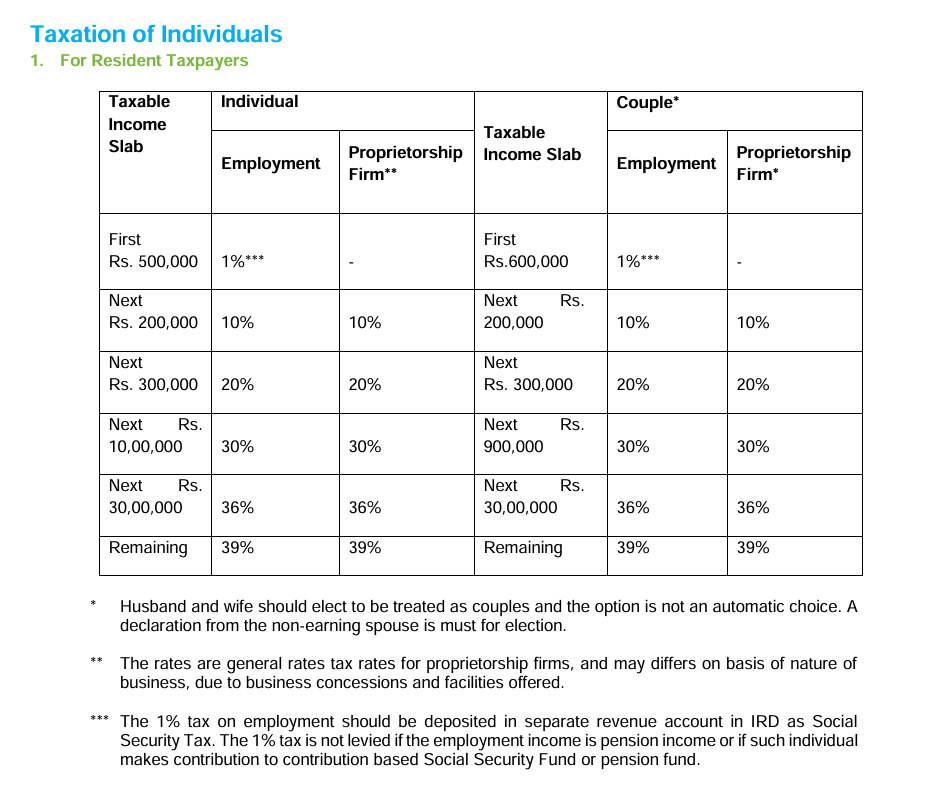 Taxation of Individuals
1. For Resident Taxpayers
Taxable
Income
Slab
Individual
Taxable
Income Slab
Couple*
Employment
Proprietorship
Firm**
Employment
Proprietorship
Firm*
First
Rs. 500,000
1%***
-
First
Rs.600,000
1%***
-
Next
Rs. 200,000
10%
10%
Next Rs.
200,000
10%
10%
Next
Rs. 300,000
20%
20%
Next
Rs. 300,000
20%
20%
Next Rs.
10,00,000
30%
30%
Next Rs.
900,000
30%
30%
Next Rs.
30,00,000
36%
36%
Next Rs.
30,00,000
36%
36%
Remaining
39%
39%
Remaining
39%
39%
* Husband and wife should elect to be treated as couples and the option is not an automatic choice. A
declaration from the non-earning spouse is must for election.
** The rates are general rates tax rates for proprietorship firms, and may differs on basis of nature of
business, due to business concessions and facilities offered.
*** The 1% tax on employment should be deposited in separate revenue account in IRD as Social
Security Tax. The 1% tax is not levied if the employment income is pension income or if such individual
makes contribution to contribution based Social Security Fund or pension fund.